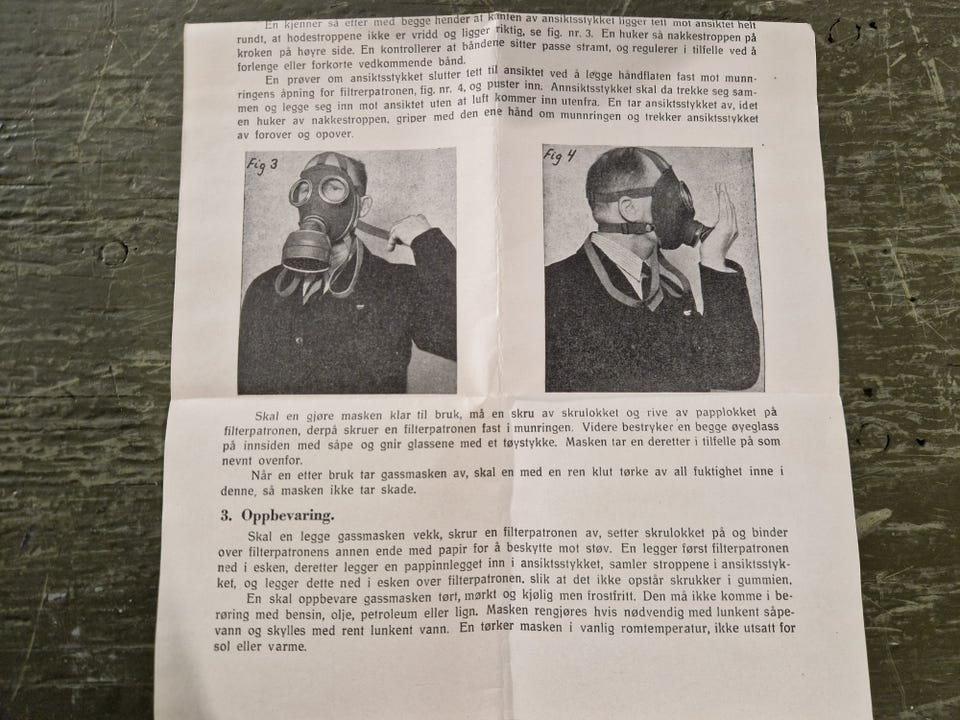 En kjenner så etter med begge hender at kanten av ansiktsstykket ligger tett mot ansiktet helt
rundt, at hodestroppene ikke er vridd og ligger riktig, se fig. nr. 3. En huker så nakkestroppen på
kroken på høyre side. En kontrollerer at båndene sitter passe stramt, og regulerer i tilfelle ved å
forlenge eller forkorte vedkommende bånd.
En prøver om ansiktsstykket slutter tett til ansiktet ved å legge håndflaten fast mot munn-
ringens åpning for filtrerpatronen, fig. nr. 4, og puster inn. Annsiktsstykket skal da trekke seg sam-
men og legge seg inn mot ansiktet uten at luft kommer inn utenfra. En tar ansiktsstykket av, idet
en huker av nakkestroppen, griper med den ene hånd om munnringen og trekker ansiktsstykket
av forover og opover.
Fig 3
Fig 4
Skal en gjøre masken klar til bruk, må en skru av skrulokket og rive av papplokket på
filterpatronen, derpå skruer en filterpatronen fast i munringen. Videre bestryker en begge øyeglass
på innsiden med såpe og gnir glassene med et tøystykke. Masken tar en deretter i tilfelle på som
nevnt ovenfor.
Når en etter bruk tar gassmasken av, skal en med en ren klut tørke av all fuktighet inne i
denne, så masken ikke tar skade.
3. Oppbevaring.
Skal en legge gassmasken vekk, skrur en filterpatronen av, setter skrulokket på og binder
over filterpatronens annen ende med papir for å beskytte mot støv. En legger først filterpatronen
ned i esken, deretter legger en pappinnlegget inn i ansiktsstykket, samler stroppene i ansiktsstyk-
ket, og legger dette ned i esken over filterpatronen, slik at det ikke opstår skrukker i gummien.
En skal oppbevare gassmasken tørt, mørkt og kjølig men frostfritt. Den må ikke komme i be-
røring med bensin, olje, petroleum eller lign. Masken rengjøres hvis nødvendig med lunkent såpe-
vann og skylles med rent lunkent vann. En tørker masken i vanlig romtemperatur, ikke utsatt for
sol eller varme.